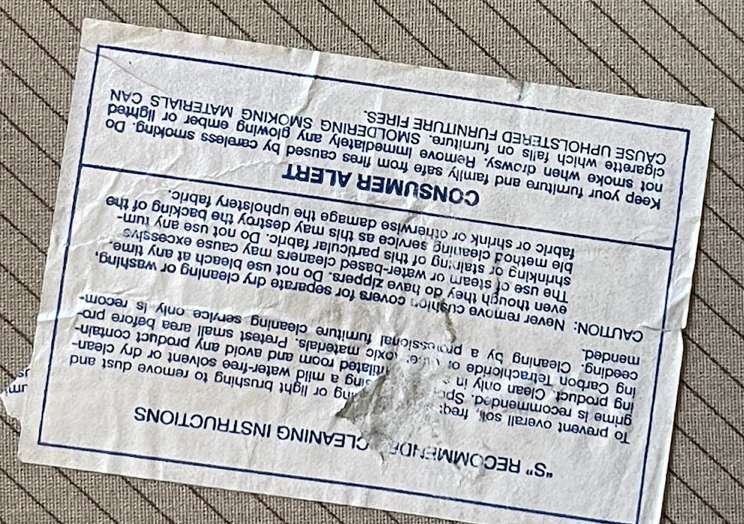 "S" RECOMMENDED CLEANING INSTRUCTIONS
To prevent overall soil, frequ ng or light brushing to remove dust and
grime is recommended. Spo ing a mild water-free solvent or dry clean-
ing product. Clean only in a ntilated room and avoid any product contain-
ing Carbon Tetrachloride or other toxic materials. Pretest small area before pro-
ceeding. Cleaning by a professional furniture cleaning service only is recom-
mended.
CAUTION: Never remove cushion covers for separate dry cleaning or washing,
even though they do have zippers. Do not use bleach at any time.
The use of steam or water-based cleaners may cause excessive
shrinking or staining of this particular fabric. Do not use any tum-
ble method cleaning service as this may destroy the backing of the
fabric or shrink or otherwise damage the upholstery fabric.
CONSUMER ALERT
Keep your furniture and family safe from fires caused by careless smoking. Do
not smoke when drowsy. Remove immediately any glowing ember or lighted
cigarette which falls on furniture. SMOLDERING SMOKING MATERIALS CAN
CAUSE UPHOLSTERED FURNITURE FIRES.